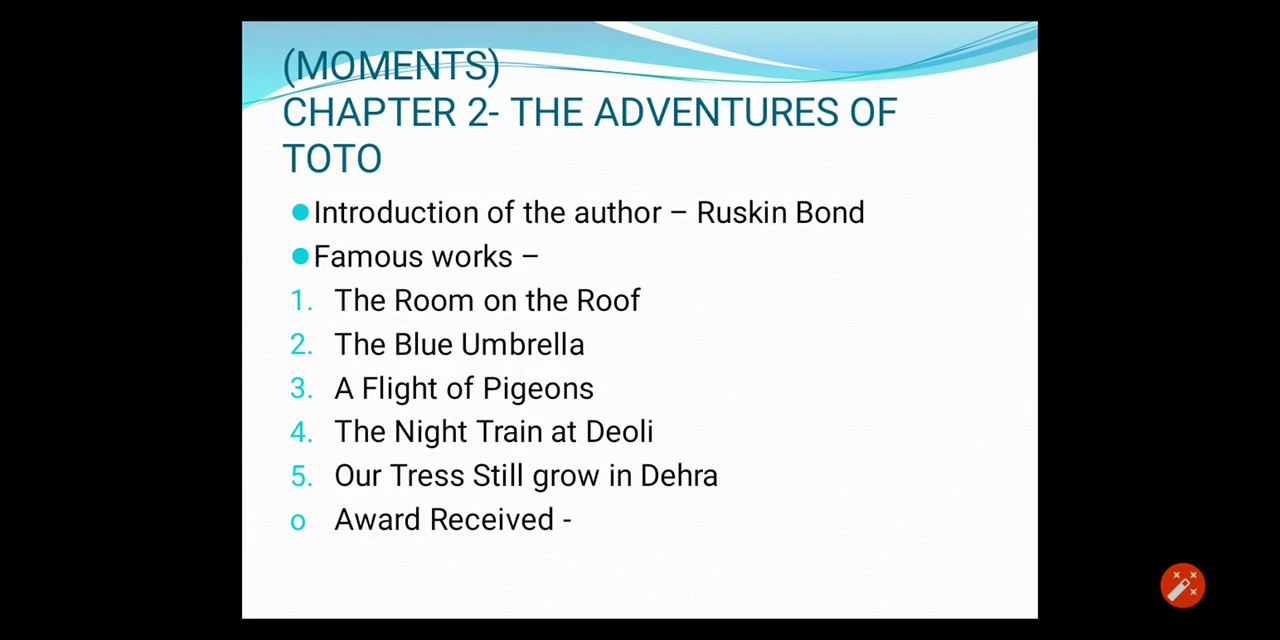 (MOMENTS)
CHAPTER 2- THE ADVENTURES OF
TOTO
Introduction of the author – Ruskin Bond
Famous works –
1. The Room on the Roof
2. The Blue Umbrella
3. A Flight of Pigeons
4. The Night Train at Deoli
5. Our Tress Still grow in Dehra
o Award Received -